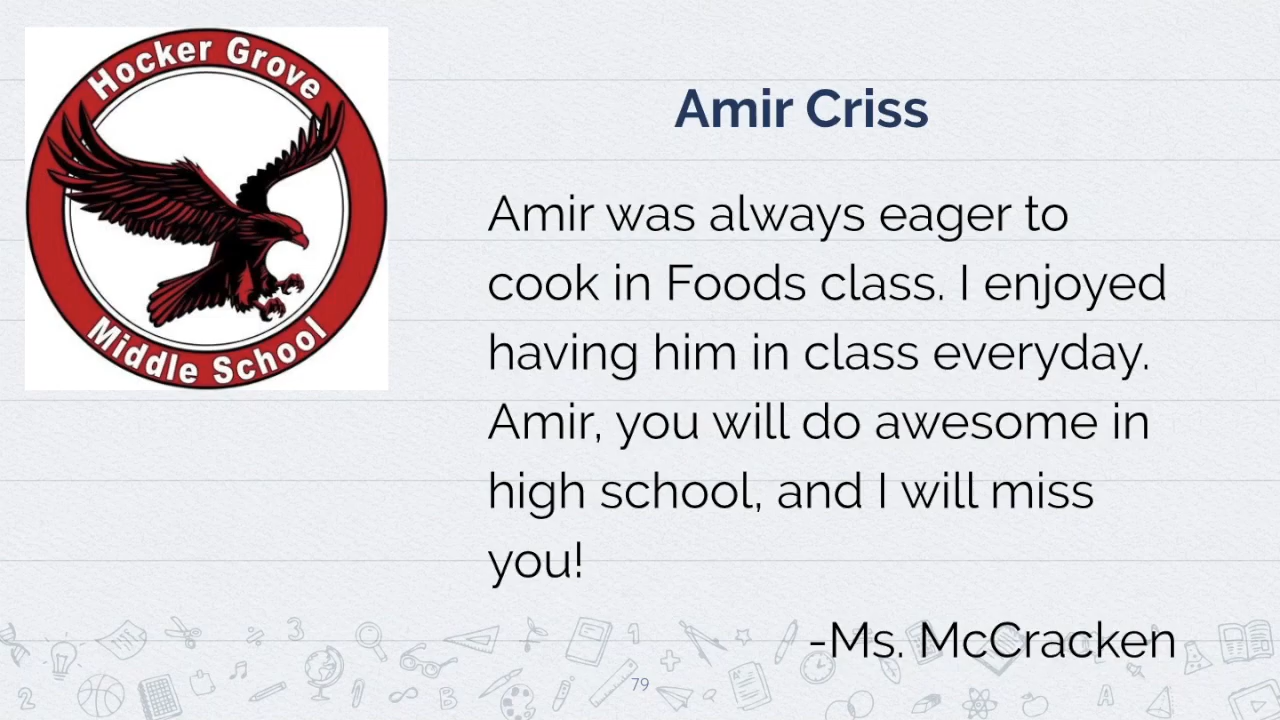 Hocker Grove
Middle School
Amir Criss
Amir was always eager to
cook in Foods class. I enjoyed
having him in class everyday.
Amir, you will do awesome in
high school, and I will miss
you!
-Ms. McCracken
79